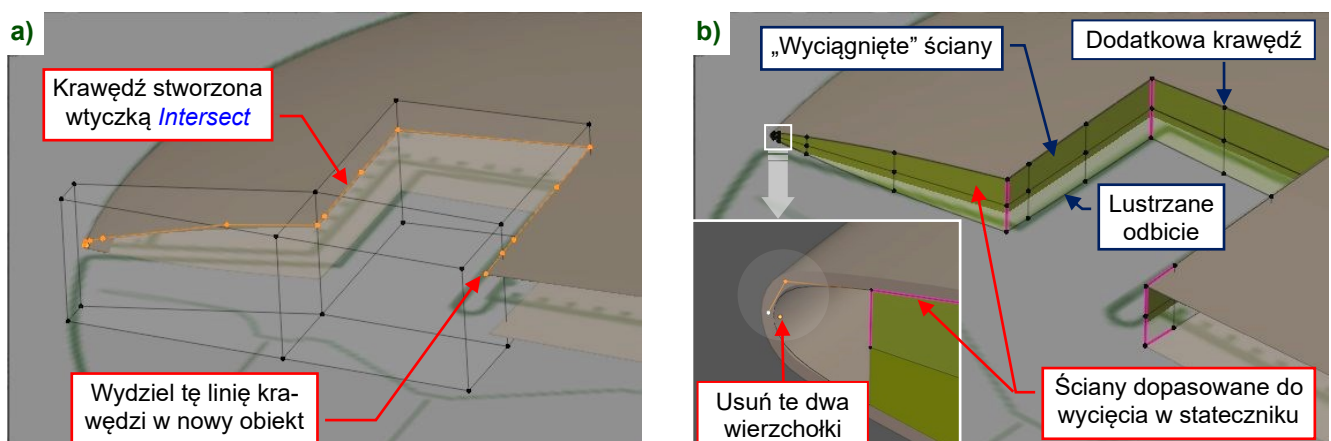 a)
Krawędź stworzona
wtyczką Intersect
Wydziel tę linię kra-
wędzi w nowy obiekt
b)
„Wyciągnięte” ściany
Dodatkowa krawędź
Lustrzane
odbicie
Usuń te dwa
wierzchołki
Ściany dopasowane do
wycięcia w stateczniku